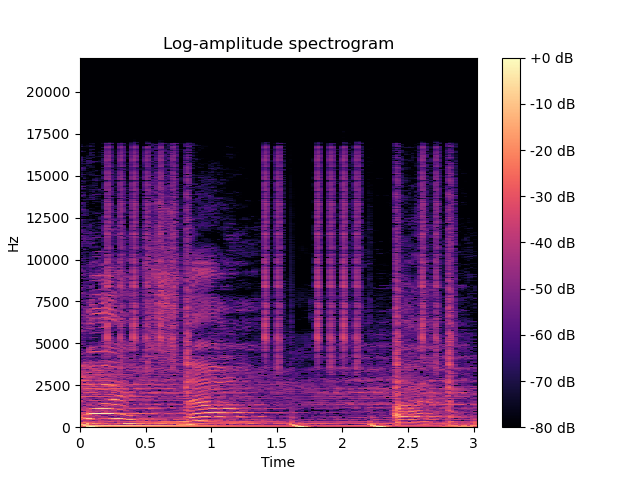 Log-amplitude spectrogram
Hz
20000
17500
15000
12500
10000
7500
5000
2500
0
0 0.5 1 1.5 2 2.5 3
Time
+0 dB
-10 dB
-20 dB
-30 dB
-40 dB
-50 dB
-60 dB
-70 dB
-80 dB